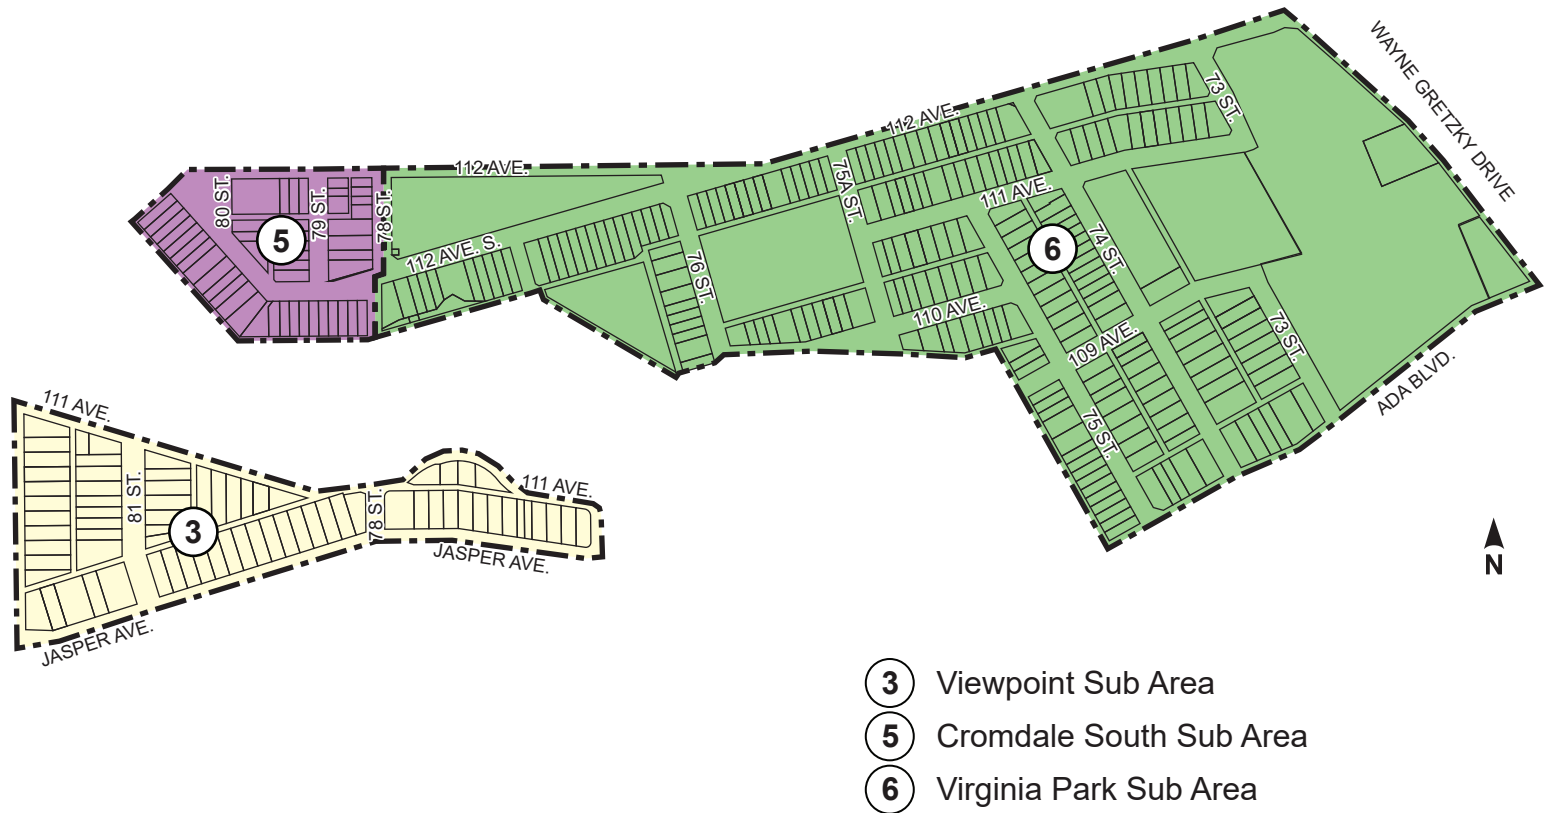 WAYNE GRETZKY DRIVE
73 ST.
112 AVE.
112 AVE.
80 ST.
79 ST.
78 ST.
75A ST.
111 AVE.
5
6
112 AVE. S.
76 ST.
74 ST.
110 AVE.
109 AVE.
73 ST.
ADA BLVD.
75 ST.
111 AVE.
81 ST.
78 ST.
111 AVE.
3
JASPER AVE.
JASPER AVE.
N
3 Viewpoint Sub Area
5 Cromdale South Sub Area
6 Virginia Park Sub Area